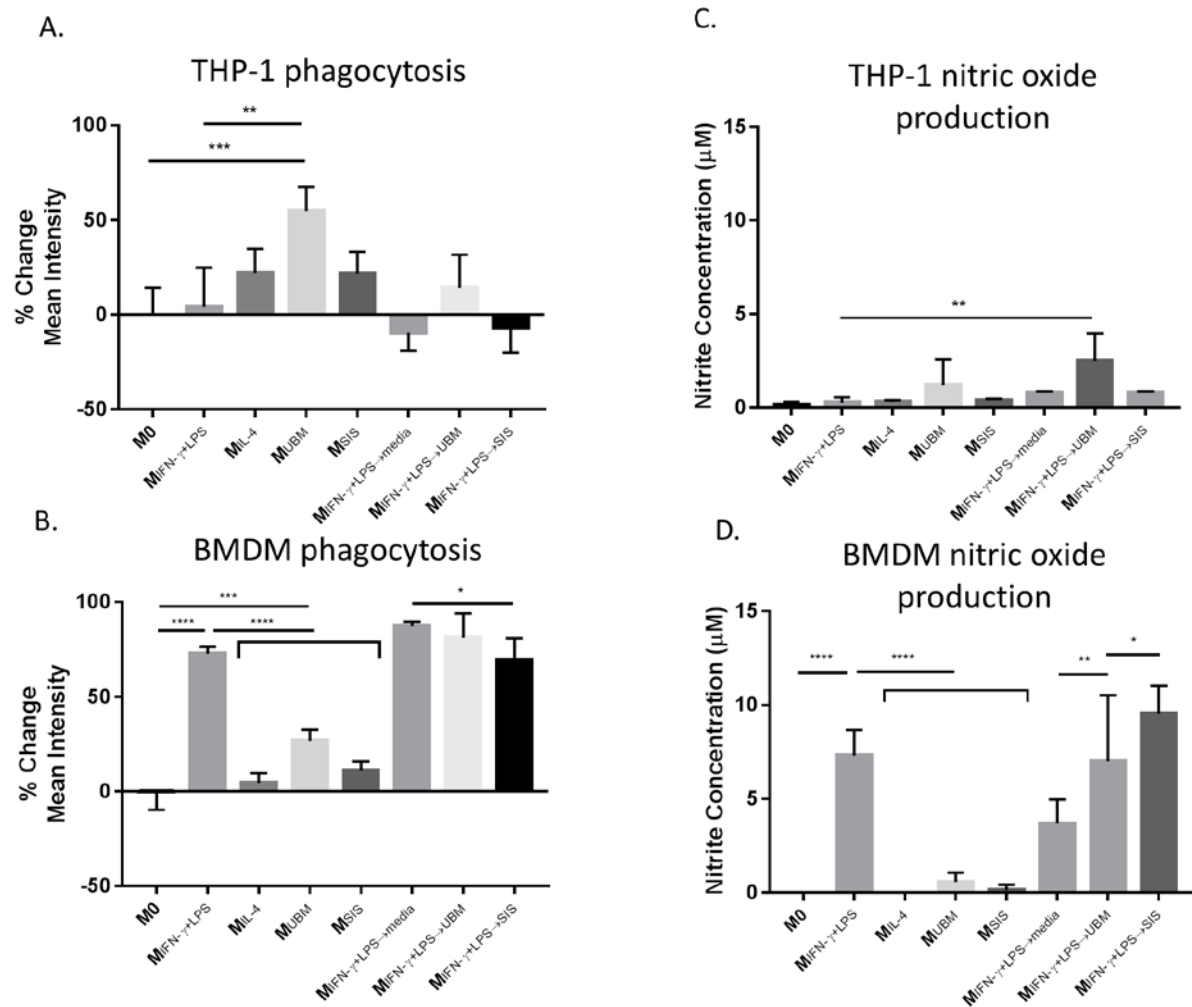 A.
THP-1 phagocytosis
**
***
100
50
0
-50
% Change
Mean Intensity
M0
MIFN-γ+LPS
MIL-4
MUBM
MSIS
MIFN-γ+LPS→media
MIFN-γ+LPS→UBM
MIFN-γ+LPS→SIS
B.
BMDM phagocytosis
***
****
****
*
100
50
0
-50
% Change
Mean Intensity
M0
MIFN-γ+LPS
MIL-4
MUBM
MSIS
MIFN-γ+LPS→media
MIFN-γ+LPS→UBM
MIFN-γ+LPS→SIS
C.
THP-1 nitric oxide
production
15
10
5
0
Nitrite Concentration (μM)
**
M0
MIFN-γ+LPS
MIL-4
MUBM
MSIS
MIFN-γ+LPS→media
MIFN-γ+LPS→UBM
MIFN-γ+LPS→SIS
D.
BMDM nitric oxide
production
15
10
5
0
Nitrite Concentration (μM)
****
****
**
*
M0
MIFN-γ+LPS
MIL-4
MUBM
MSIS
MIFN-γ+LPS→media
MIFN-γ+LPS→UBM
MIFN-γ+LPS→SIS